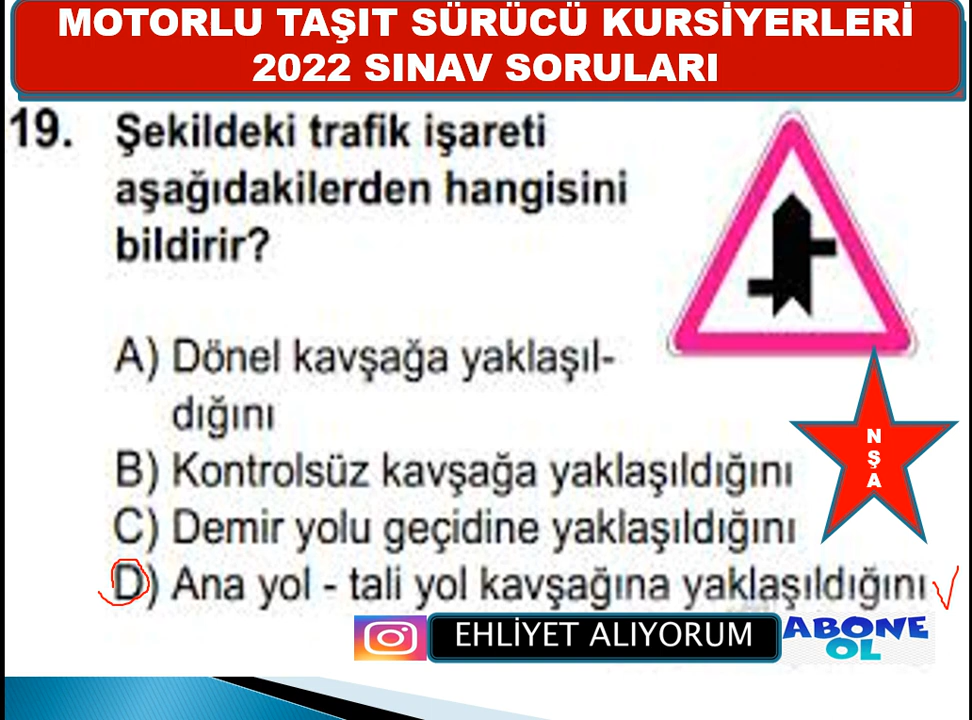 MOTORLU TAŞIT SÜRÜCÜ KURSİYERLERİ
2022 SINAV SORULARI
19. Şekildeki trafik işareti
aşağıdakilerden hangisini
bildirir?
A) Dönel kavşağa yaklaşıl-
dığını
B) Kontrolsüz kavşağa yaklaşıldığını
C) Demir yolu geçidine yaklaşıldığını
D) Ana yol - tali yol kavşağına yaklaşıldığını
N
Ş
A
EHLİYET ALIYORUM
ABONE
OL